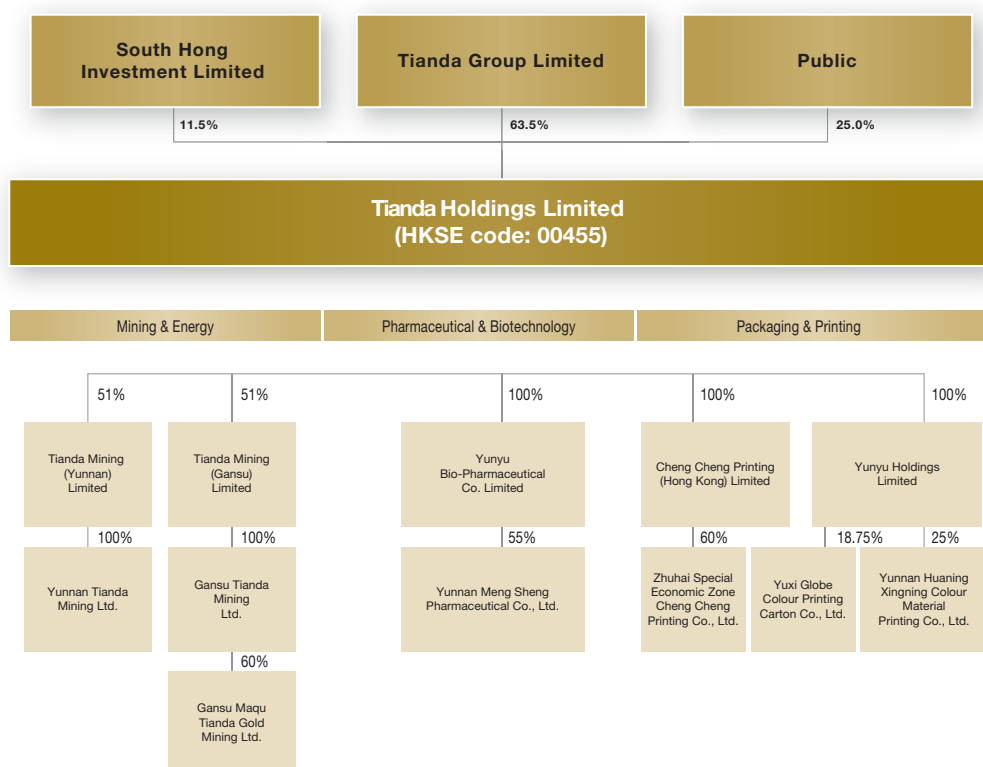 South Hong
Investment Limited
Tianda Group Limited
Public
11.5%
63.5%
25.0%
Tianda Holdings Limited
(HKSE code: 00455)
Mining & Energy
Pharmaceutical & Biotechnology
Packaging & Printing
51%
51%
100%
100%
100%
Tianda Mining
(Yunnan)
Limited
Tianda Mining
(Gansu)
Limited
Yunyu
Bio-Pharmaceutical
Co. Limited
Cheng Cheng Printing
(Hong Kong) Limited
Yunyu Holdings
Limited
100%
100%
55%
60%
18.75%
25%
Yunnan Tianda
Mining Ltd.
Gansu Tianda
Mining
Ltd.
Yunnan Meng Sheng
Pharmaceutical Co., Ltd.
Zhuhai Special
Economic Zone
Cheng Cheng
Printing Co., Ltd.
Yuxi Globe
Colour Printing
Carton Co., Ltd.
Yunnan Huaning
Xingning Colour
Material
Printing Co., Ltd.
60%
Gansu Maqu
Tianda Gold
Mining Ltd.